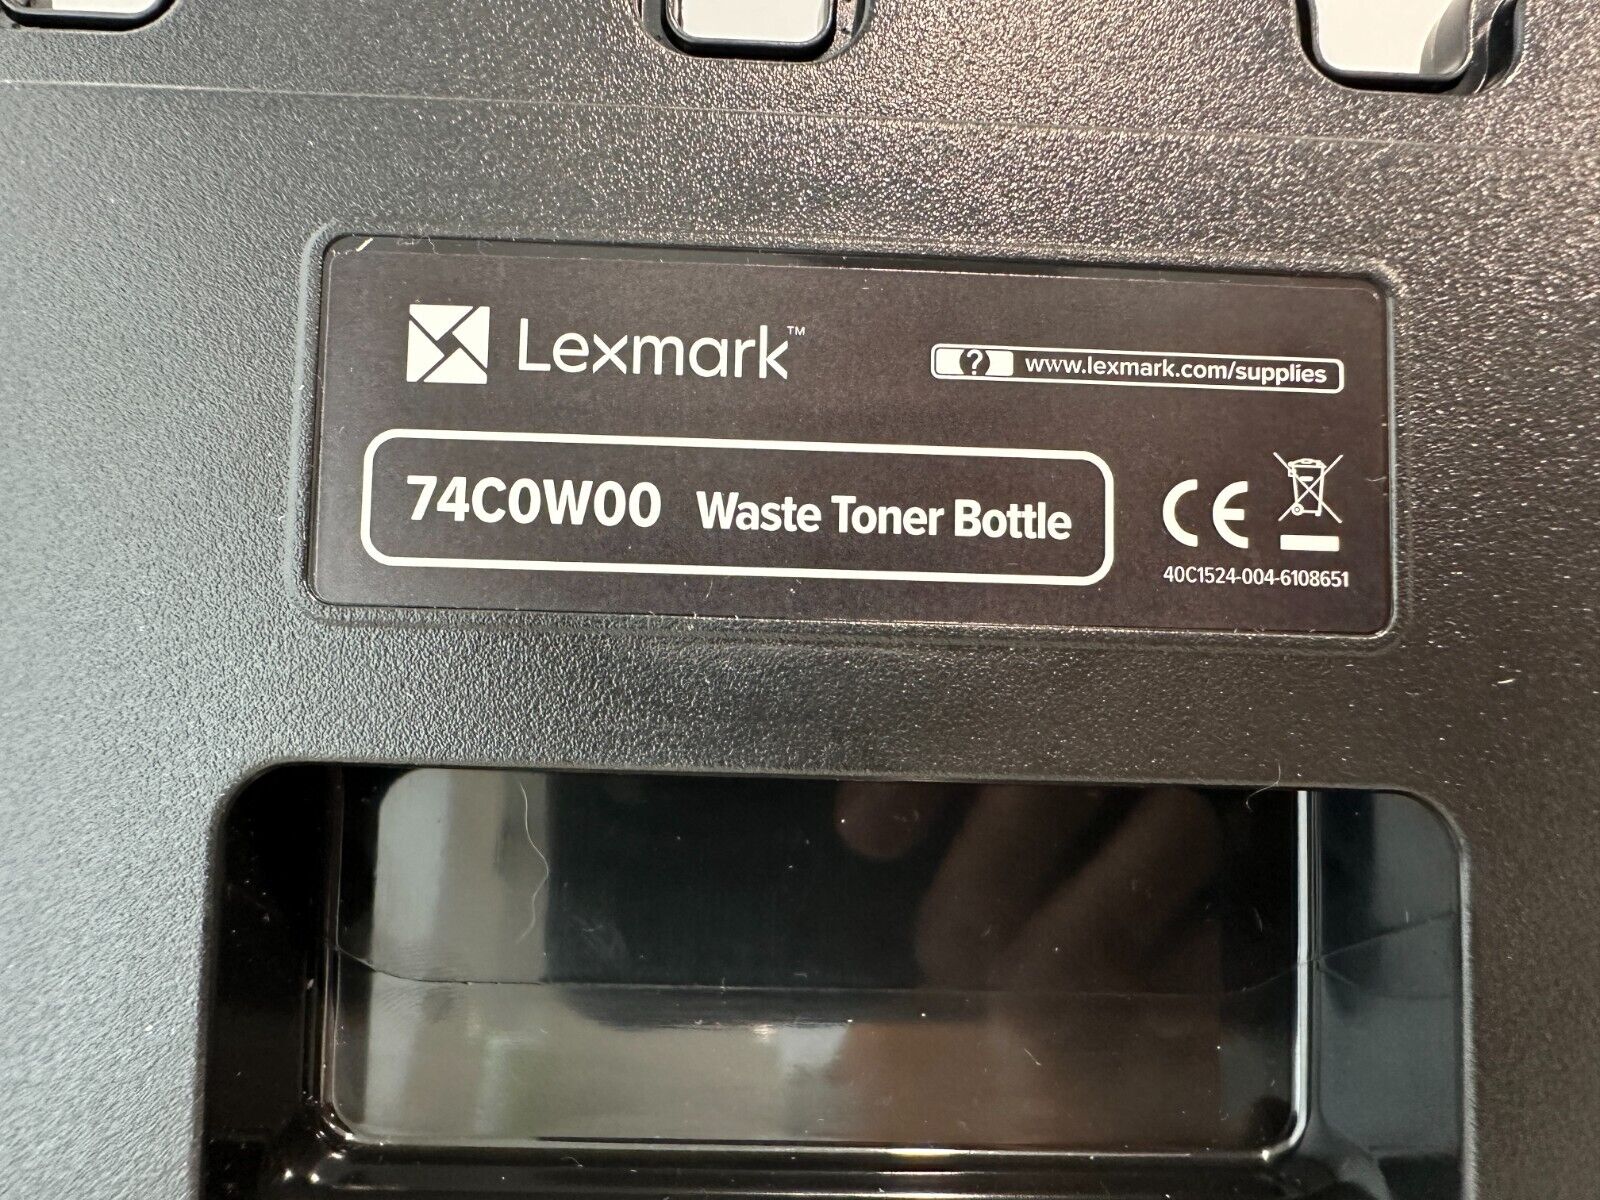 Lexmark™
? www.lexmark.com/supplies
74C0W00 Waste Toner Bottle
CE
40C1524-004-6108651